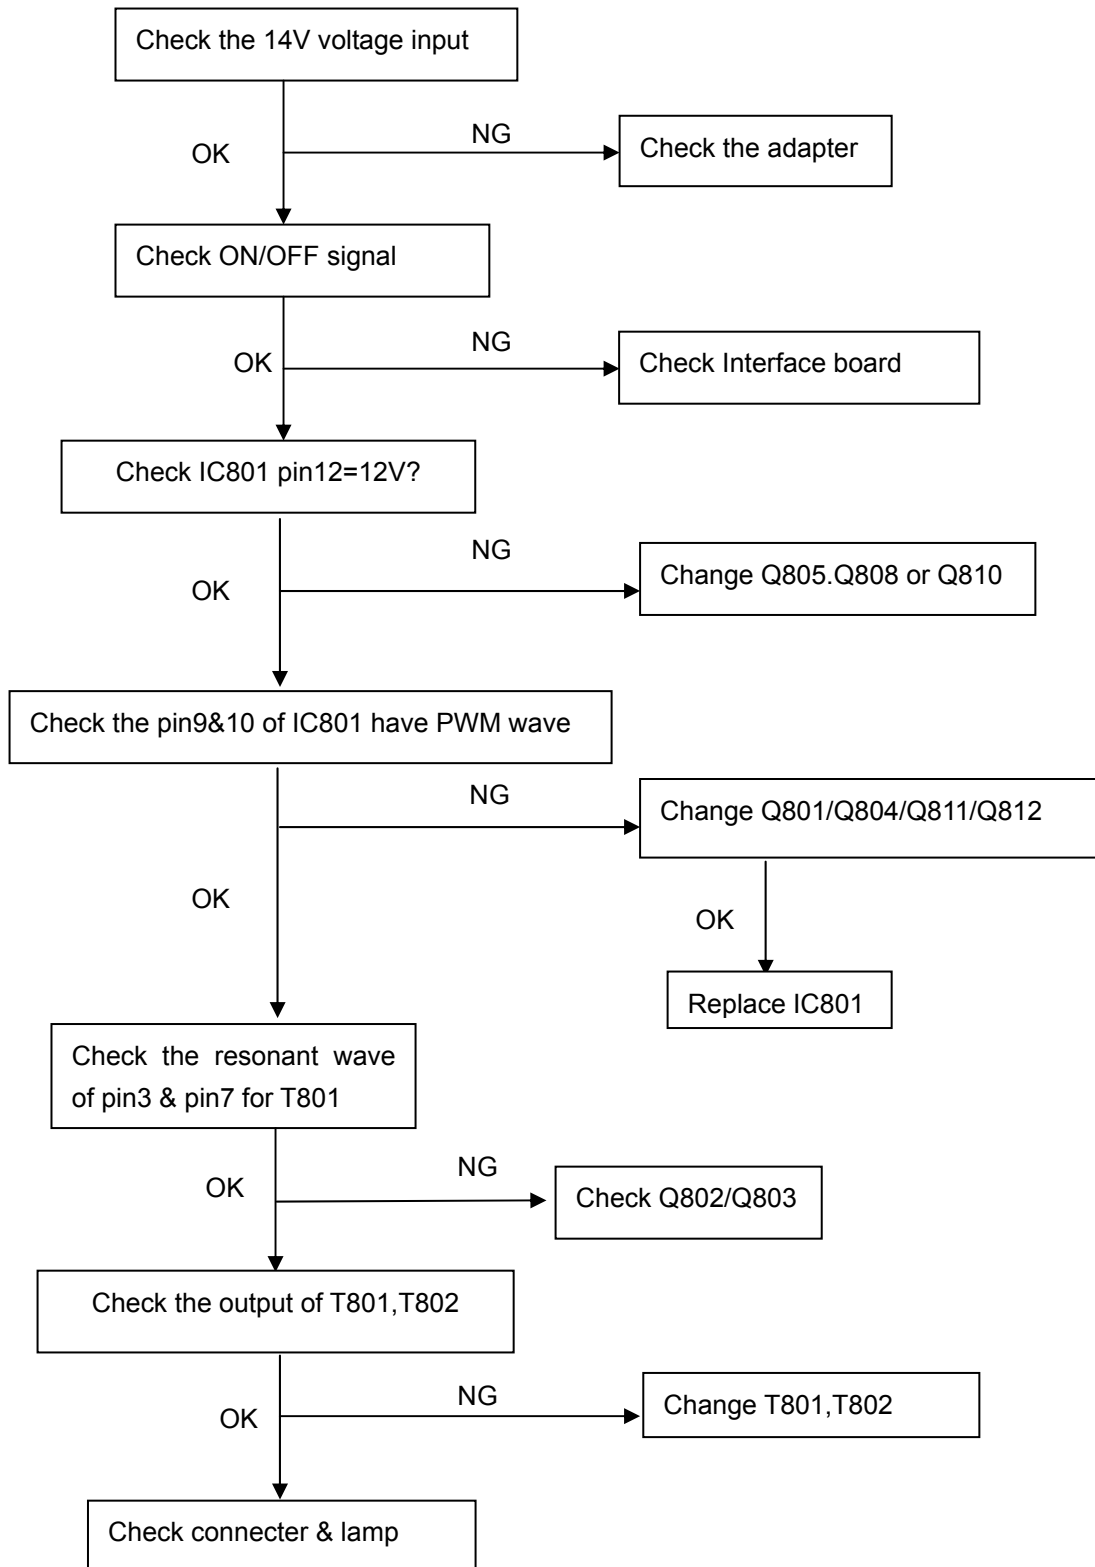 Check the 14V voltage input
NG
OK
Check the adapter
Check ON/OFF signal
NG
OK
Check Interface board
Check IC801 pin12=12V?
NG
OK
Change Q805.Q808 or Q810
Check the pin9&10 of IC801 have PWM wave
NG
Change Q801/Q804/Q811/Q812
OK
OK
Replace IC801
Check the resonant wave
of pin3 & pin7 for T801
NG
OK
Check Q802/Q803
Check the output of T801,T802
NG
OK
Change T801,T802
Check connecter & lamp